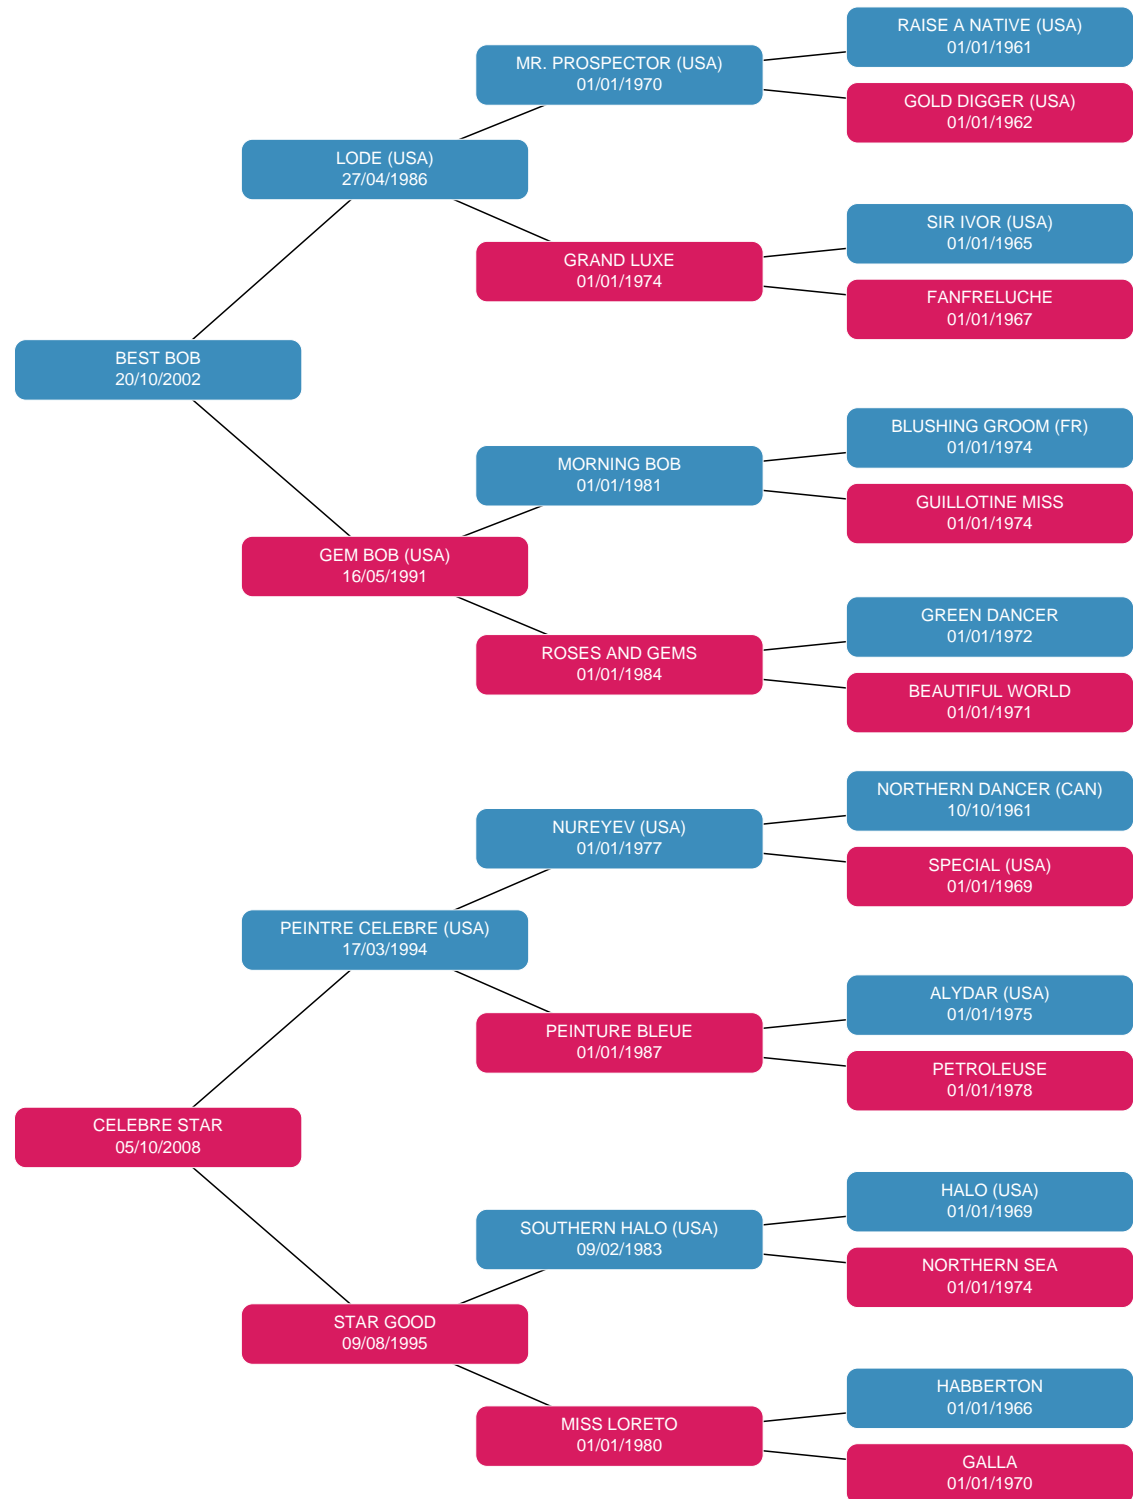 RAISE A NATIVE (USA)
01/01/1961
MR. PROSPECTOR (USA)
01/01/1970
GOLD DIGGER (USA)
01/01/1962
LODE (USA)
27/04/1986
SIR IVOR (USA)
01/01/1965
GRAND LUXE
01/01/1974
FANFRELUCHE
01/01/1967
BEST BOB
20/10/2002
BLUSHING GROOM (FR)
01/01/1974
MORNING BOB
01/01/1981
GUILLOTINE MISS
01/01/1974
GEM BOB (USA)
16/05/1991
GREEN DANCER
01/01/1972
ROSES AND GEMS
01/01/1984
BEAUTIFUL WORLD
01/01/1971
NORTHERN DANCER (CAN)
10/10/1961
NUREYEV (USA)
01/01/1977
SPECIAL (USA)
01/01/1969
PEINTRE CELEBRE (USA)
17/03/1994
ALYDAR (USA)
01/01/1975
PEINTURE BLEUE
01/01/1987
PETROLEUSE
01/01/1978
CELEBRE STAR
05/10/2008
HALO (USA)
01/01/1969
SOUTHERN HALO (USA)
09/02/1983
NORTHERN SEA
01/01/1974
STAR GOOD
09/08/1995
HABBERTON
01/01/1966
MISS LORETO
01/01/1980
GALLA
01/01/1970